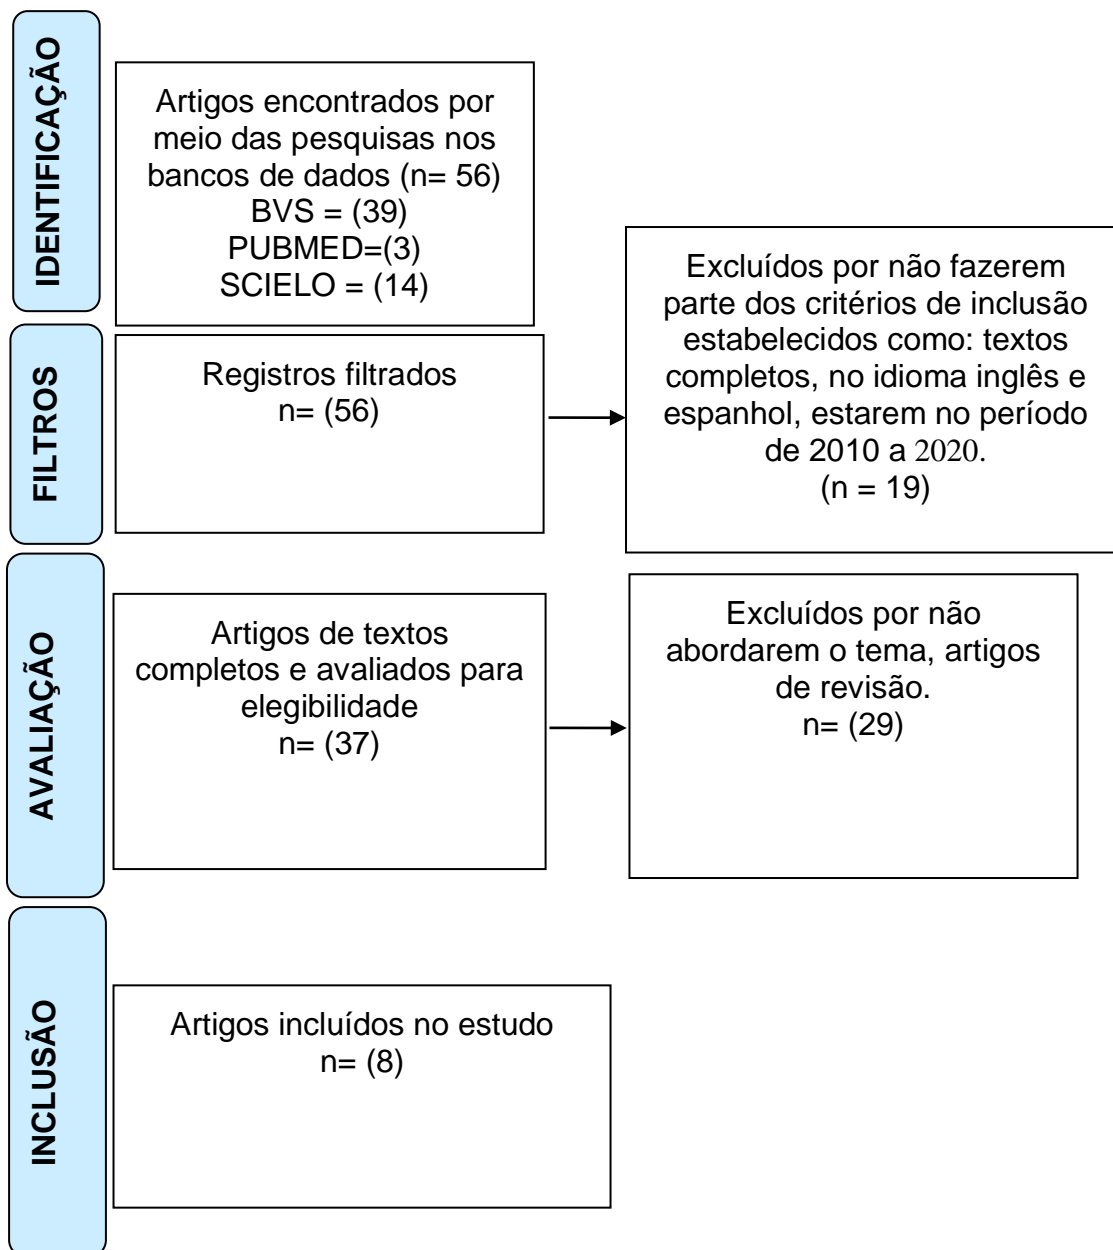 IDENTIFICAÇÃO
Artigos encontrados por
meio das pesquisas nos
bancos de dados (n= 56)
BVS = (39)
PUBMED=(3)
SCIELO = (14)
FILTROS
Registros filtrados
n= (56)
Excluídos por não fazerem
parte dos critérios de inclusão
estabelecidos como: textos
completos, no idioma inglês e
espanhol, estarem no período
de 2010 a 2020.
(n = 19)
AVALIAÇÃO
Artigos de textos
completos e avaliados para
elegibilidade
n= (37)
Excluídos por não
abordarem o tema, artigos
de revisão.
n= (29)
INCLUSÃO
Artigos incluídos no estudo
n= (8)